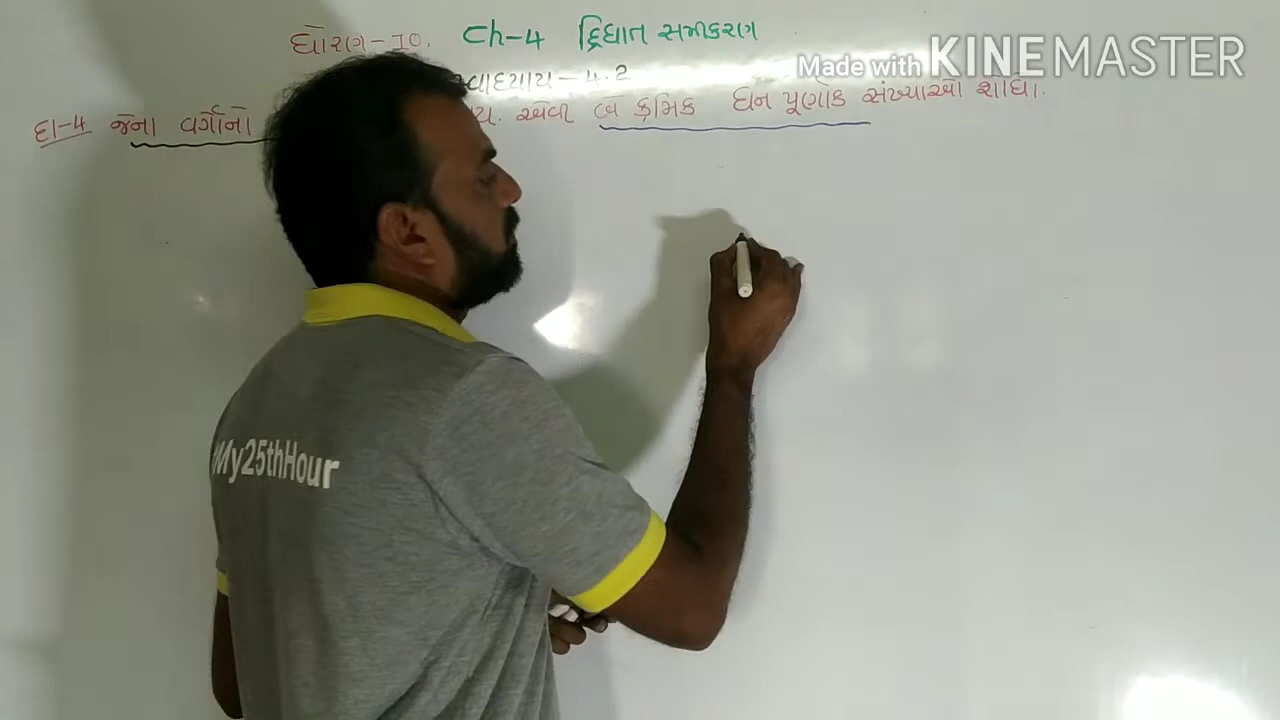 ધોરણ-10. Ch-4 દ્વિઘાત સમીકરણ
Made with KINEMASTER
વાધ્યાય-4.2
દા-4 જેના વર્ગોનો
ય. એવી બે ક્રમિક ધન પૂર્ણાંક સંખ્યાઓ શોધો.
My25thHour